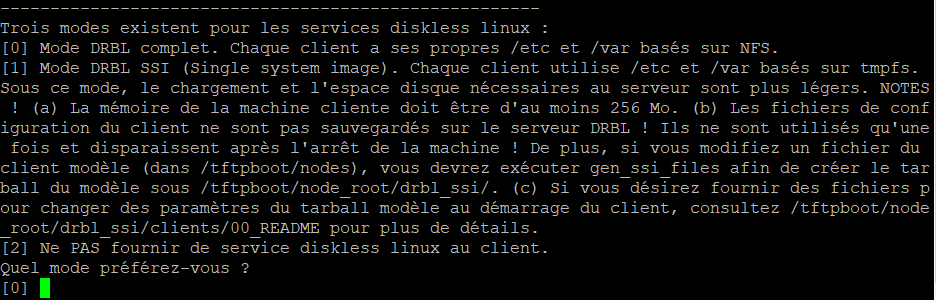 ------------------------------------------------------
Trois modes existent pour les services diskless linux :
[0] Mode DRBL complet. Chaque client a ses propres /etc et /var basés sur NFS.
[1] Mode DRBL SSI (Single system image). Chaque client utilise /etc et /var basés sur tmpfs.
Sous ce mode, le chargement et l'espace disque nécessaires au serveur sont plus légers. NOTES
 ! (a) La mémoire de la machine cliente doit être d'au moins 256 Mo. (b) Les fichiers de conf
iguration du client ne sont pas sauvegardés sur le serveur DRBL ! Ils ne sont utilisés qu'une
 fois et disparaissent après l'arrêt de la machine ! De plus, si vous modifiez un fichier du
client modèle (dans /tftpboot/nodes), vous devrez exécuter gen_ssi_files afin de créer le tar
ball du modèle sous /tftpboot/node_root/drbl_ssi/. (c) Si vous désirez fournir des fichiers p
our changer des paramètres du tarball modèle au démarrage du client, consultez /tftpboot/node
_root/drbl_ssi/clients/00_README pour plus de détails.
[2] Ne PAS fournir de service diskless linux au client.
Quel mode préférez-vous ?
[0]